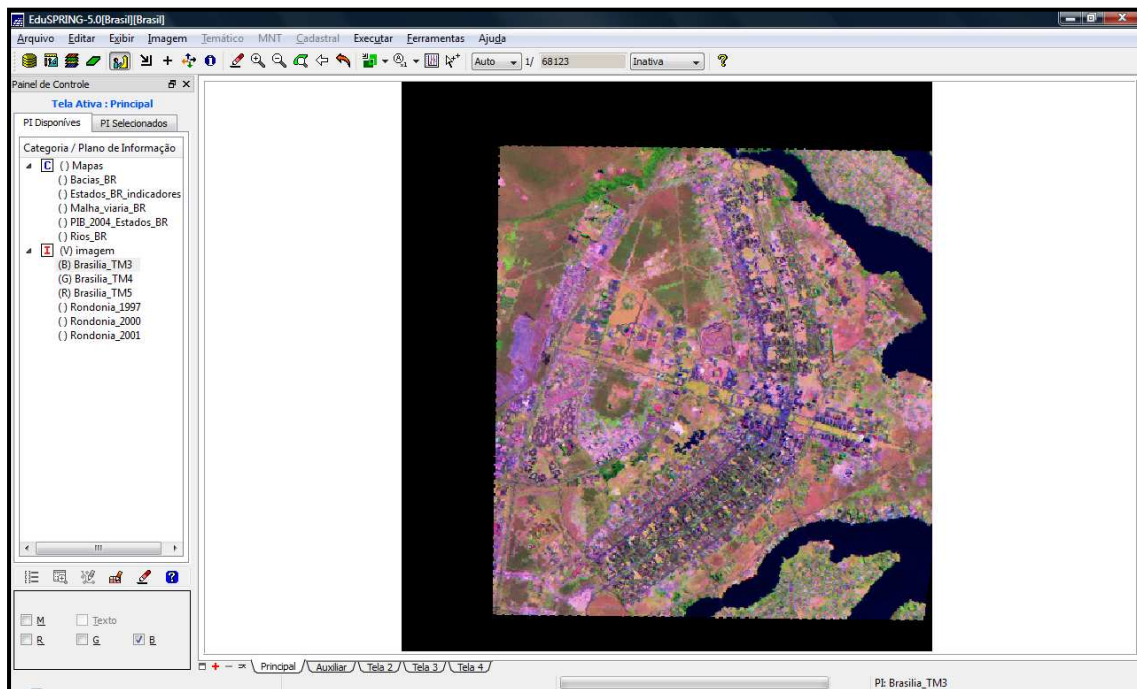 EduSPRING-5.0[Brasil][Brasil]
Arquivo Editar Exibir Imagem Temático MNT Cadastral Executar Ferramentas Ajuda
Auto 1/ 68123 Inativa
Painel de Controle
Tela Ativa : Principal
PI Disponíves PI Selecionados
Categoria / Plano de Informação
C () Mapas
() Bacias_BR
() Estados_BR_indicadores
() Malha_viaria_BR
() PIB_2004_Estados_BR
() Rios_BR
I (V) imagem
(B) Brasilia_TM3
(G) Brasilia_TM4
(R) Brasilia_TM5
() Rondonia_1997
() Rondonia_2000
() Rondonia_2001
M Texto
R G B
Principal Auxiliar Tela 2 Tela 3 Tela 4
PI: Brasilia_TM3